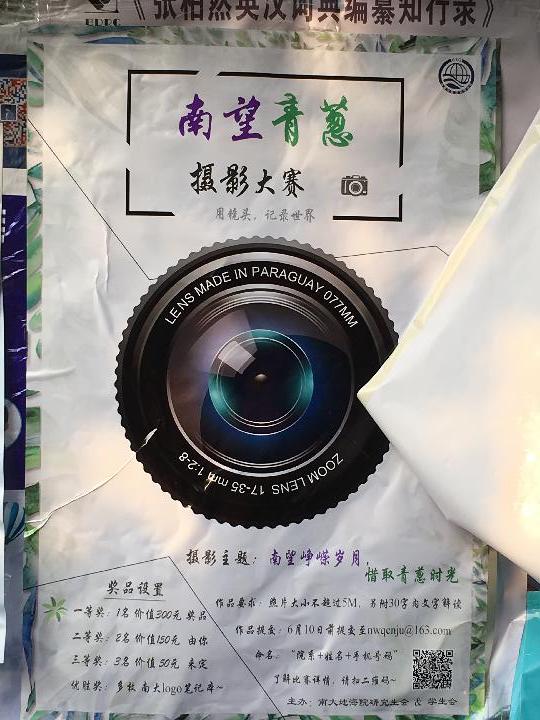 《张柏然英汉词典编纂知行录》
南望青葱
摄影大赛
用镜头，记录世界
LENS MADE IN PARAGUAY 077MM
ZOOM LENS 17-35 mm 1:2-8
摄影主题：南望峥嵘岁月，
惜取青葱时光
奖品设置
一等奖：1名 价值300元 奖品
二等奖：2名 价值150元 由你
三等奖：3名 价值50元 来定
优胜奖：多枚 南大logo笔记本~
作品要求：照片大小不超过5M，另附30字内文字解读
作品提交：6月10日前提交至nwqcnju@163.com
命名："院系+姓名+手机号码"
了解比赛详情，请扫二维码~
主办：南大地海院研究生会 & 学生会